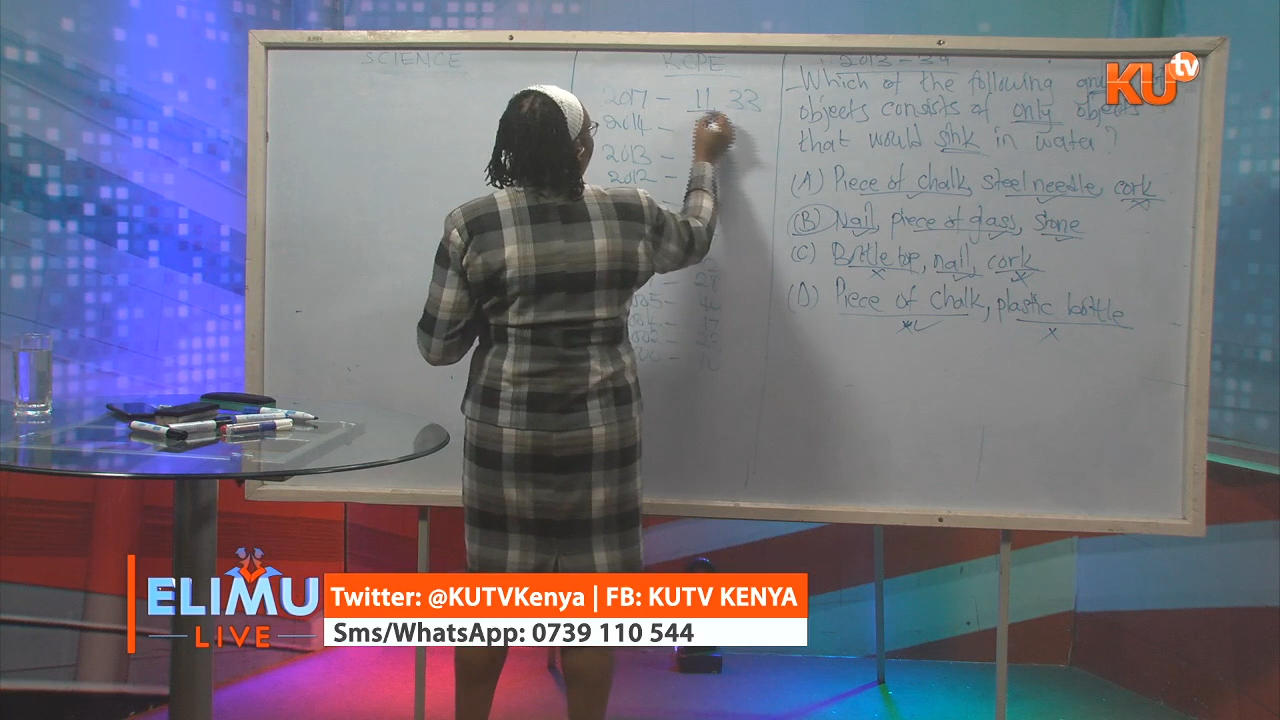 SCIENCE
KCPE
2017 - 11 33
2014 -
2013 -
2012 -
2013 - 39
Which of the following
objects consists of only objects
that would sink in water?
(A) Piece of chalk, steel needle, cork
(B) Nail, piece of glass, stone
(C) Bottle top, nail, cork
(D) Piece of chalk, plastic bottle
KU tv
ELIMU
LIVE
Twitter: @KUTVKenya | FB: KUTV KENYA
Sms/WhatsApp: 0739 110 544